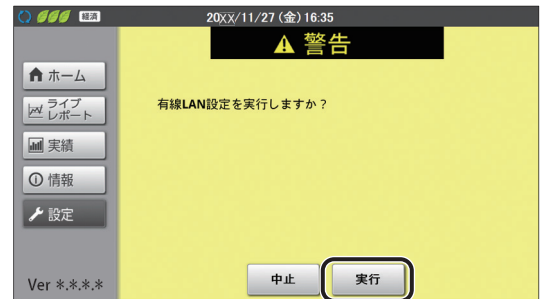 経済
20XX/11/27 (金) 16:35
警告
ホーム
ライブ
レポート
実績
情報
設定
有線LAN設定を実行しますか？
中止
実行
Ver *.*.*.*